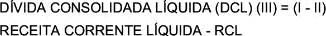 DÍVIDA CONSOLIDADA LÍQUIDA (DCL) (III) = (I - II)
RECEITA CORRENTE LÍQUIDA - RCL